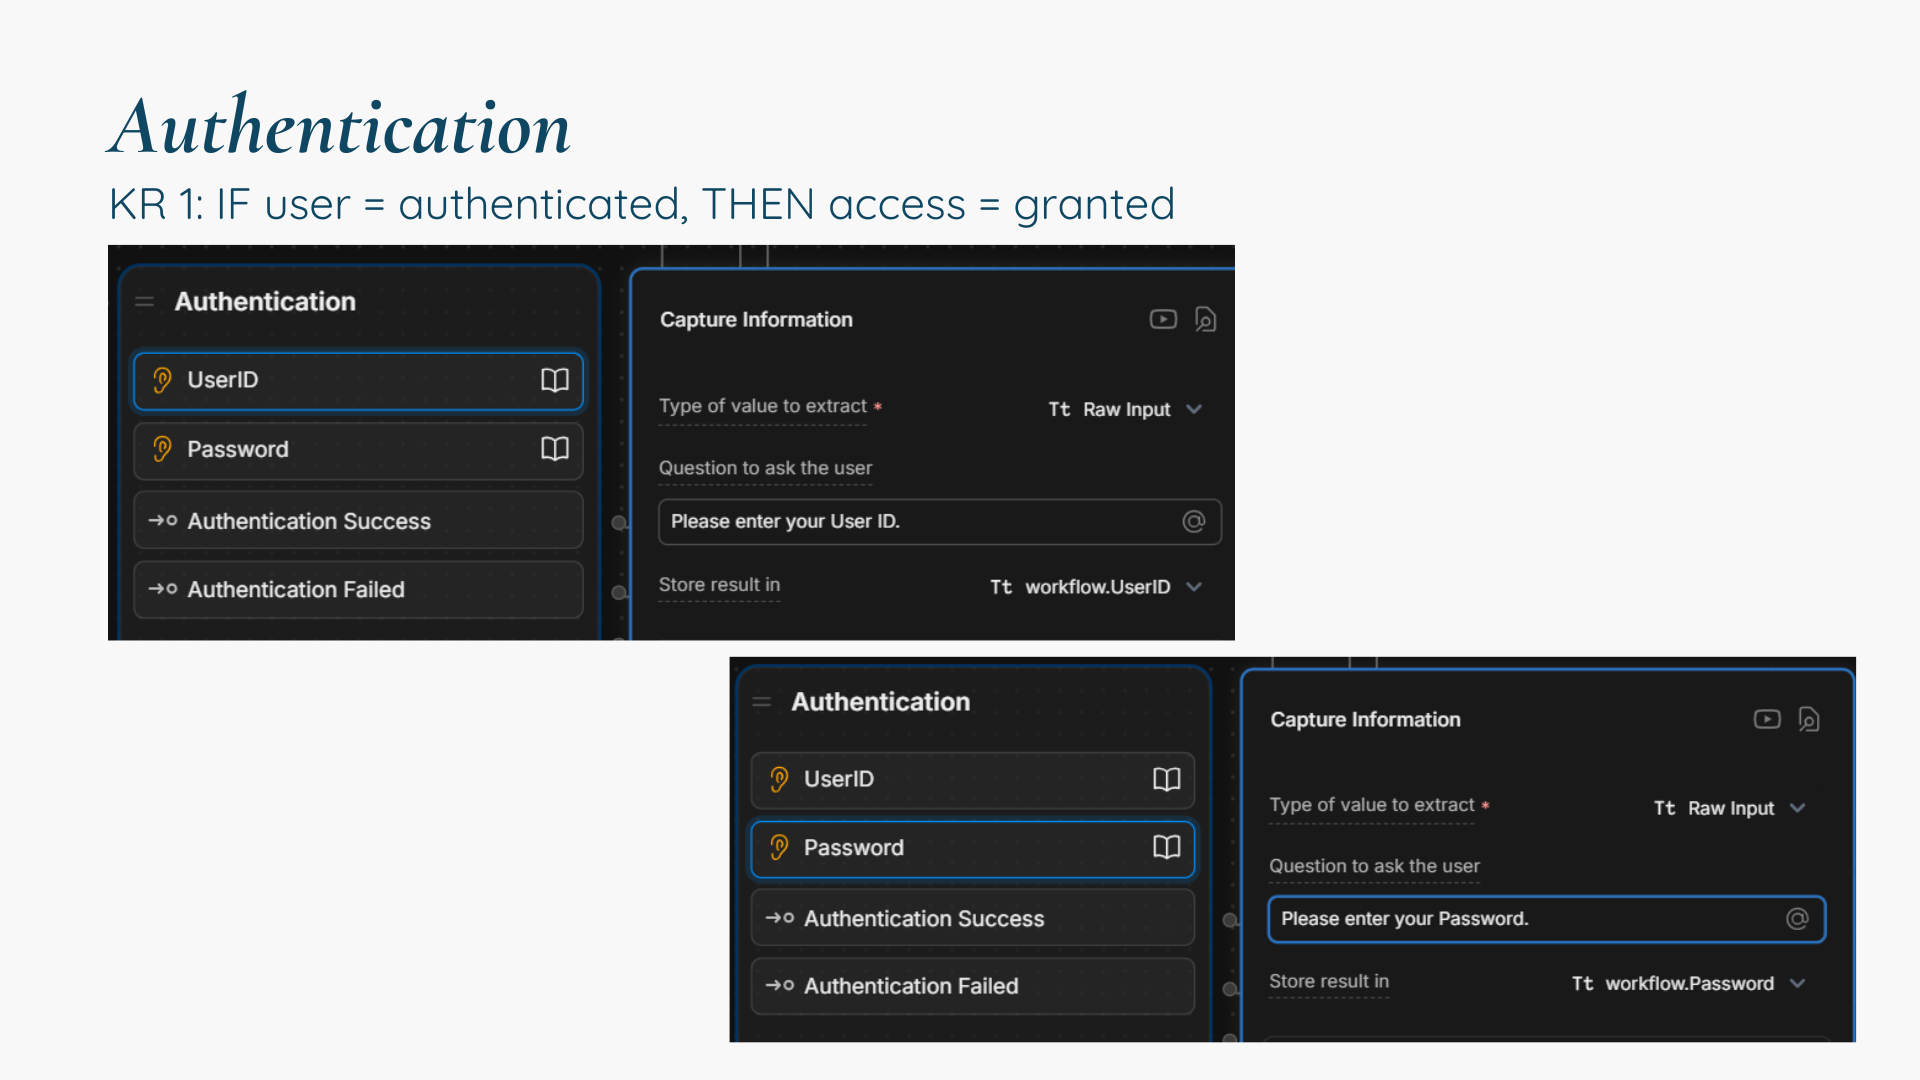 Authentication
KR 1: IF user = authenticated, THEN access = granted
Authentication
UserID
Password
Authentication Success
Authentication Failed
Capture Information
Type of value to extract *
Tt Raw Input
Question to ask the user
Please enter your User ID.
Store result in
Tt workflow.UserID
Authentication
UserID
Password
Authentication Success
Authentication Failed
Capture Information
Type of value to extract *
Tt Raw Input
Question to ask the user
Please enter your Password.
Store result in
Tt workflow.Password